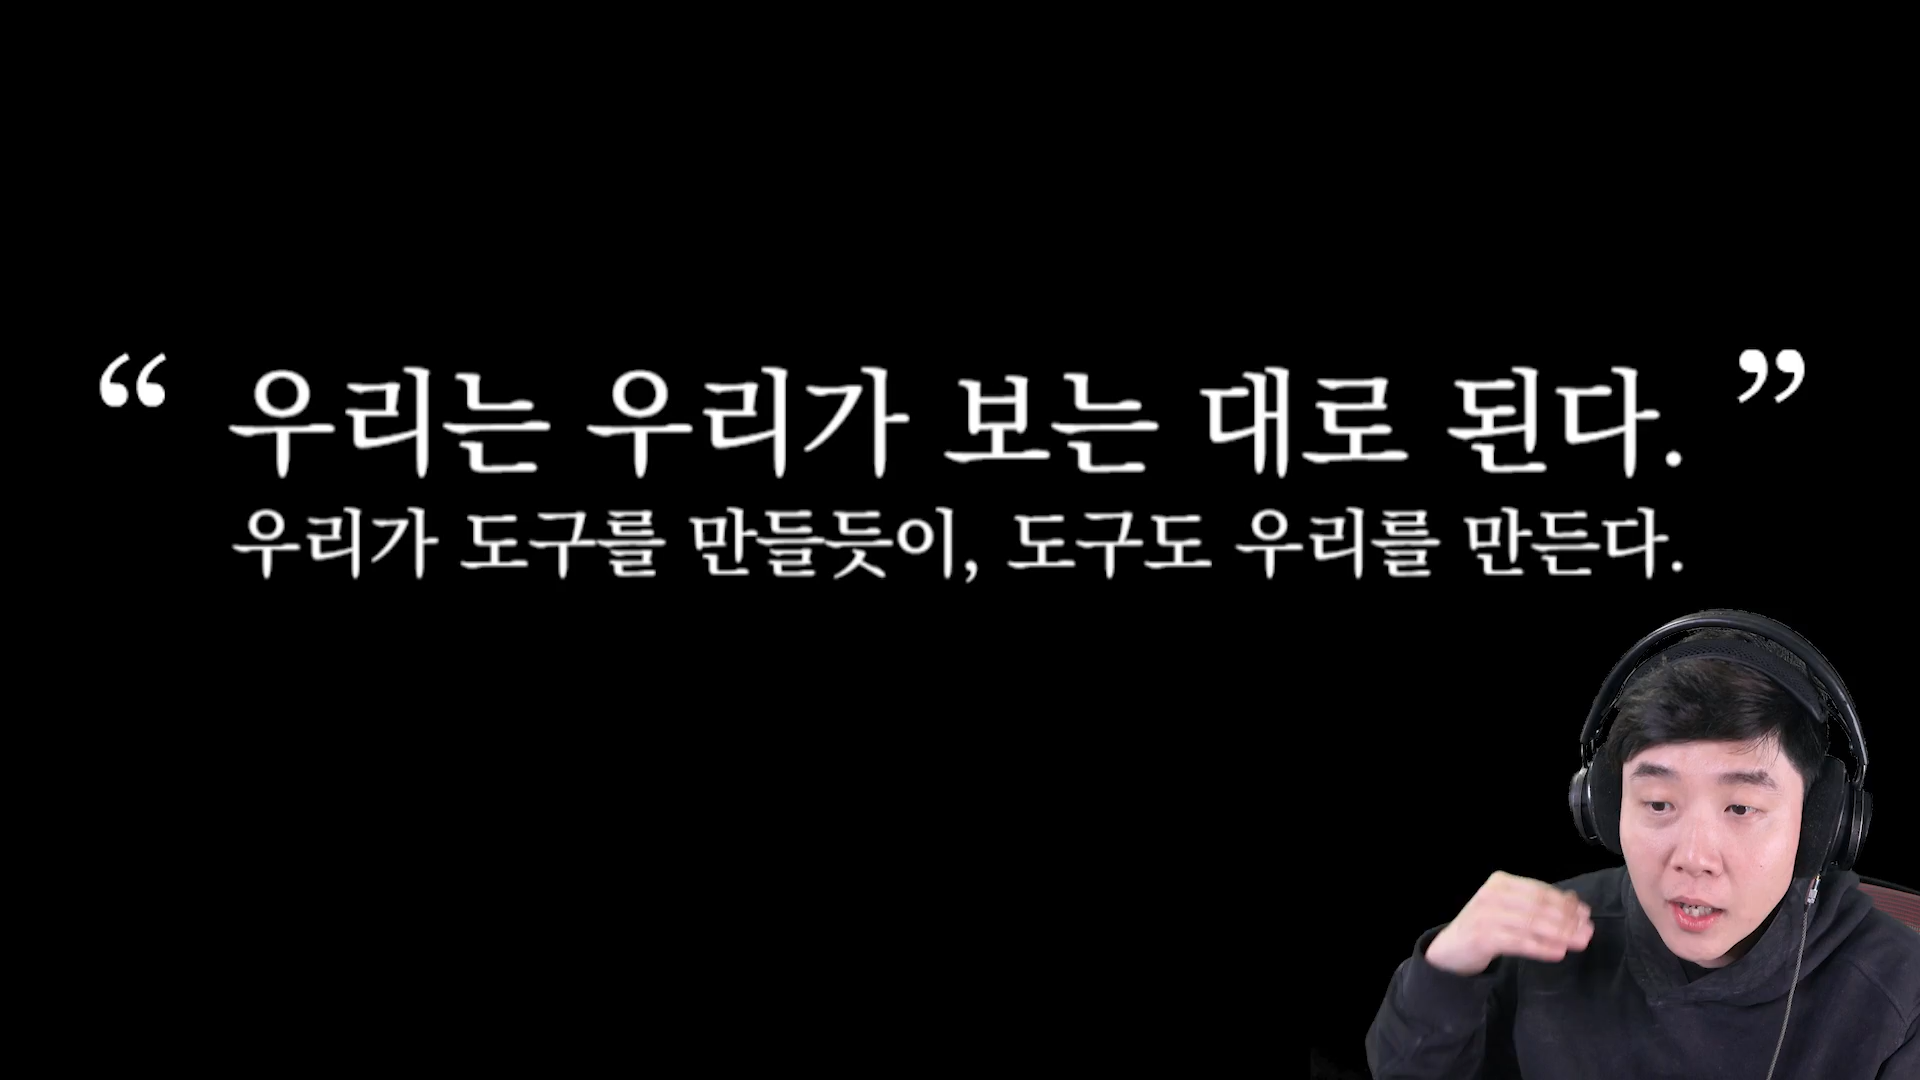 “ 우리는 우리가 보는 대로 된다. ”
우리가 도구를 만들듯이, 도구도 우리를 만든다.